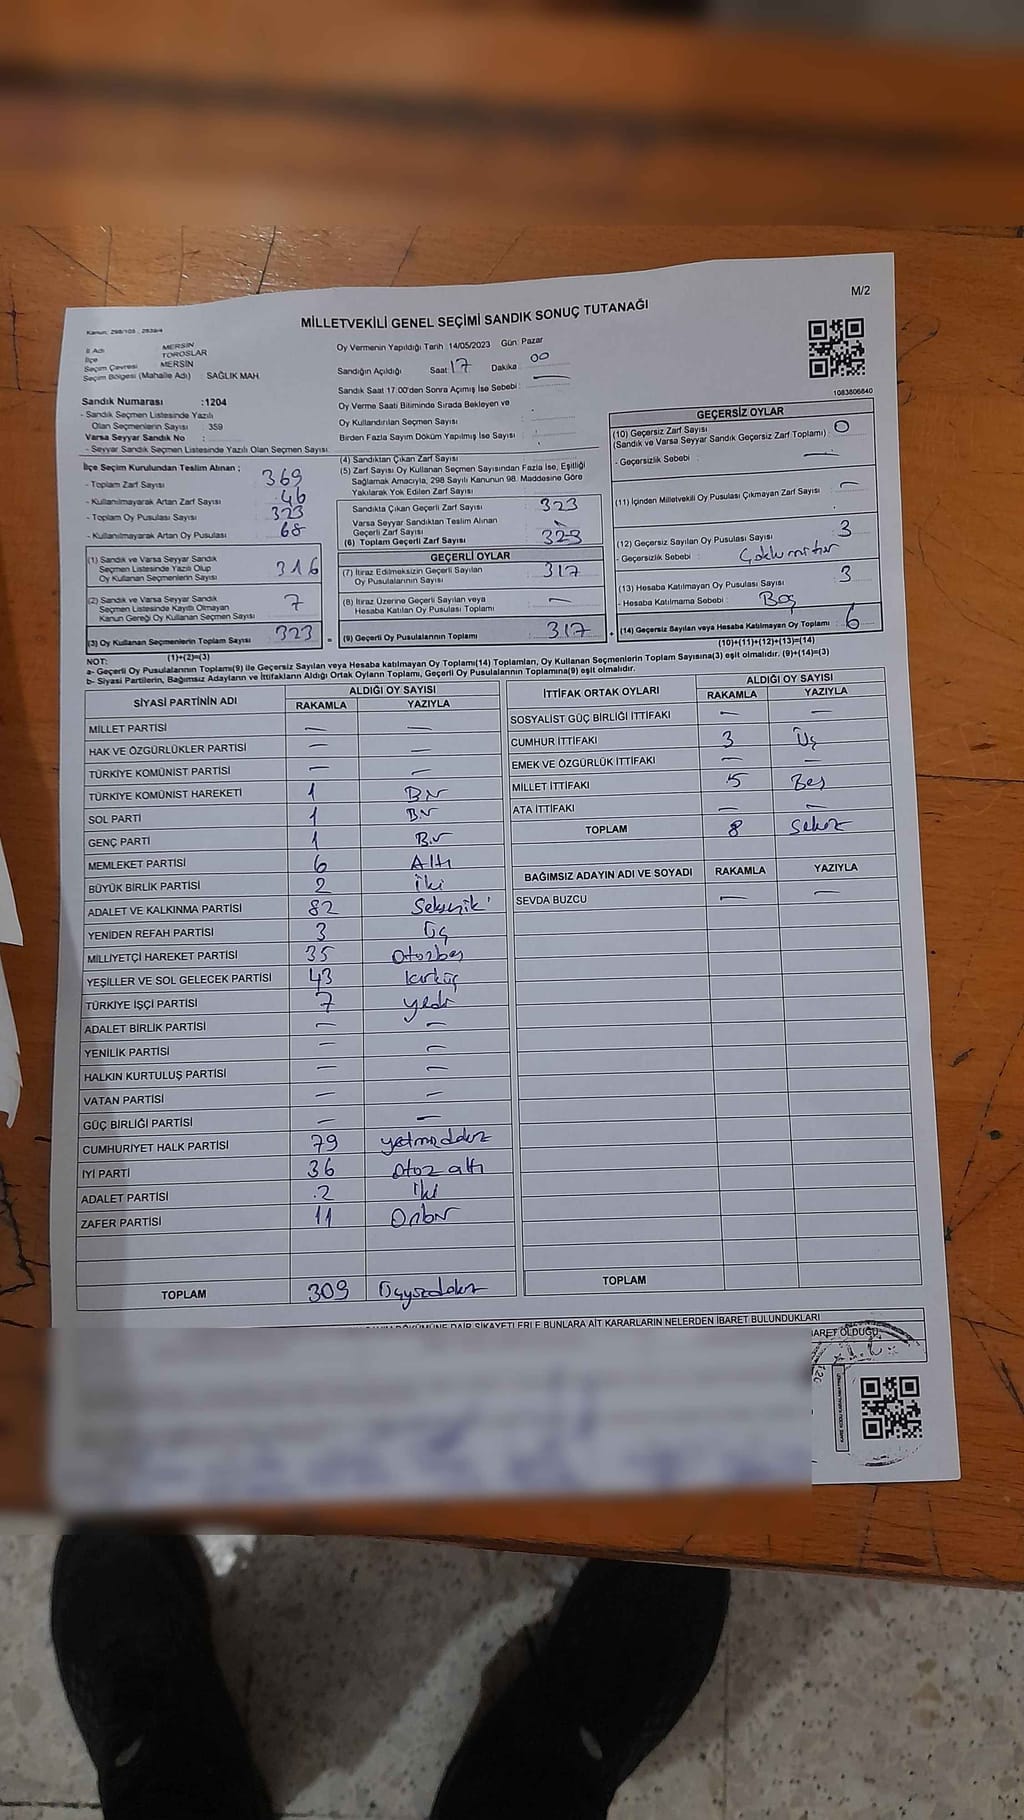 M/2
MİLLETVEKİLİ GENEL SEÇİMİ SANDIK SONUÇ TUTANAĞI
Kanun: 298/105 , 2839/4
İl Adı MERSİN
İlçe TOROSLAR
Seçim Çevresi MERSİN
Seçim Bölgesi (Mahalle Adı) : SAĞLIK MAH.
Sandık Numarası :1204
- Sandık Seçmen Listesinde Yazılı
Olan Seçmenlerin Sayısı : 359
Varsa Seyyar Sandık No :
- Seyyar Sandık Seçmen Listesinde Yazılı Olan Seçmen Sayısı
Oy Vermenin Yapıldığı Tarih :14/05/2023 Gün: Pazar
Sandığın Açıldığı Saat: 17 Dakika : 00
Sandık Saat 17:00'den Sonra Açılmış İse Sebebi : —
Oy Verme Saati Bitiminde Sırada Bekleyen ve
Oy Kullandırılan Seçmen Sayısı :
Birden Fazla Sayım Döküm Yapılmış İse Sayısı :
1083806840
İlçe Seçim Kurulundan Teslim Alınan ;
- Toplam Zarf Sayısı : 369
- Kullanılmayarak Artan Zarf Sayısı : 46
- Toplam Oy Pusulası Sayısı : 323
- Kullanılmayarak Artan Oy Pusulası : 68
(1) Sandık ve Varsa Seyyar Sandık
Seçmen Listesinde Yazılı Olup
Oy Kullanan Seçmenlerin Sayısı : 316
(2) Sandık ve Varsa Seyyar Sandık
Seçmen Listesinde Kayıtlı Olmayan
Kanun Gereği Oy Kullanan Seçmen Sayısı : 7
(3) Oy Kullanan Seçmenlerin Toplam Sayısı : 323
(1)+(2)=(3)
(4) Sandıktan Çıkan Zarf Sayısı :
(5) Zarf Sayısı Oy Kullanan Seçmen Sayısından Fazla İse, Eşitliği
Sağlamak Amacıyla, 298 Sayılı Kanunun 98. Maddesine Göre
Yakılarak Yok Edilen Zarf Sayısı :
Sandıkta Çıkan Geçerli Zarf Sayısı : 323
Varsa Seyyar Sandıktan Teslim Alınan
Geçerli Zarf Sayısı :
(6) Toplam Geçerli Zarf Sayısı : 323
GEÇERLİ OYLAR
(7) İtiraz Edilmeksizin Geçerli Sayılan
Oy Pusulalarının Sayısı : 317
(8) İtiraz Üzerine Geçerli Sayılan veya
Hesaba Katılan Oy Pusulası Toplamı : —
(9) Geçerli Oy Pusulalarının Toplamı : 317
GEÇERSİZ OYLAR
(10) Geçersiz Zarf Sayısı
(Sandık ve Varsa Seyyar Sandık Geçersiz Zarf Toplamı) : 0
- Geçersizlik Sebebi : —
(11) İçinden Milletvekili Oy Pusulası Çıkmayan Zarf Sayısı : —
(12) Geçersiz Sayılan Oy Pusulası Sayısı : 3
- Geçersizlik Sebebi :
(13) Hesaba Katılmayan Oy Pusulası Sayısı : 3
- Hesaba Katılmama Sebebi : Boş
(14) Geçersiz Sayılan veya Hesaba Katılmayan Oy Toplamı : 6
(10)+(11)+(12)+(13)=(14)
NOT:
a- Geçerli Oy Pusulalarının Toplamı(9) ile Geçersiz Sayılan veya Hesaba katılmayan Oy Toplamı(14) Toplamları, Oy Kullanan Seçmenlerin Toplam Sayısına(3) eşit olmalıdır. (9)+(14)=(3)
b- Siyasi Partilerin, Bağımsız Adayların ve İttifakların Aldığı Ortak Oyların Toplamı, Geçerli Oy Pusulalarının Toplamına(9) eşit olmalıdır.
SİYASİ PARTİNİN ADI ALDIĞI OY SAYISI
RAKAMLA YAZIYLA
MİLLET PARTİSİ — —
HAK VE ÖZGÜRLÜKLER PARTİSİ — —
TÜRKİYE KOMÜNİST PARTİSİ — —
TÜRKİYE KOMÜNİST HAREKETİ 1 Bir
SOL PARTİ 1 Bir
GENÇ PARTİ 1 Bir
MEMLEKET PARTİSİ 6 Altı
BÜYÜK BİRLİK PARTİSİ 2 İki
ADALET VE KALKINMA PARTİSİ 82 Seksenik'
YENİDEN REFAH PARTİSİ 3 Üç
MİLLİYETÇİ HAREKET PARTİSİ 35 Otuzbeş
YEŞİLLER VE SOL GELECEK PARTİSİ 43 kırküç
TÜRKİYE İŞÇİ PARTİSİ 7 yedi
ADALET BİRLİK PARTİSİ — —
YENİLİK PARTİSİ — —
HALKIN KURTULUŞ PARTİSİ — —
VATAN PARTİSİ — —
GÜÇ BİRLİĞİ PARTİSİ — —
CUMHURİYET HALK PARTİSİ 79 yetmişdokuz
İYİ PARTİ 36 otuz altı
ADALET PARTİSİ 2 İki
ZAFER PARTİSİ 11 Onbir
TOPLAM 309 Üçyüzdokuz
İTTİFAK ORTAK OYLARI ALDIĞI OY SAYISI
RAKAMLA YAZIYLA
SOSYALİST GÜÇ BİRLİĞİ İTTİFAKI — —
CUMHUR İTTİFAKI 3 Üç
EMEK VE ÖZGÜRLÜK İTTİFAKI — —
MİLLET İTTİFAKI 5 Beş
ATA İTTİFAKI — —
TOPLAM 8 Sekiz
BAĞIMSIZ ADAYIN ADI VE SOYADI RAKAMLA YAZIYLA
SEVDA BUZCU — —
TOPLAM
DÖKÜMÜNE DAİR ŞİKAYETLER İLE BUNLARA AİT KARARLARIN NELERDEN İBARET BULUNDUKLARI
İBARET OLDUĞU